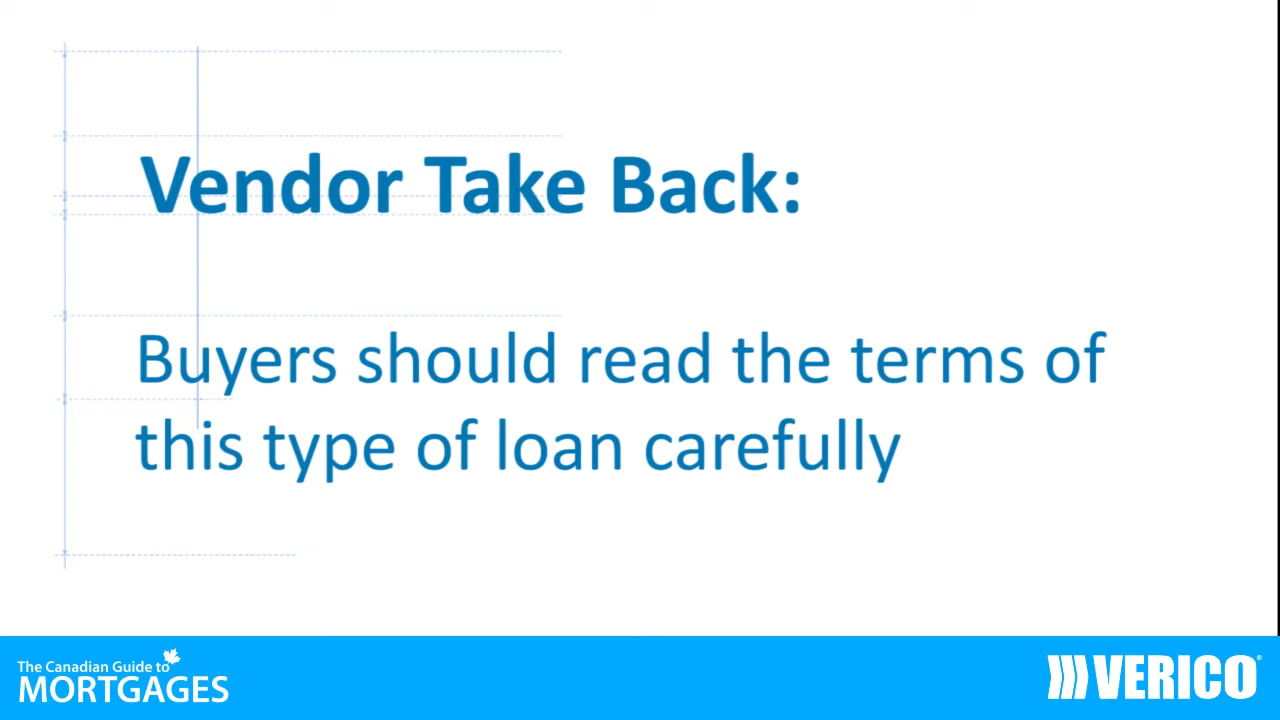 Vendor Take Back:
Buyers should read the terms of
this type of loan carefully
The Canadian Guide to
MORTGAGES
VERICO®